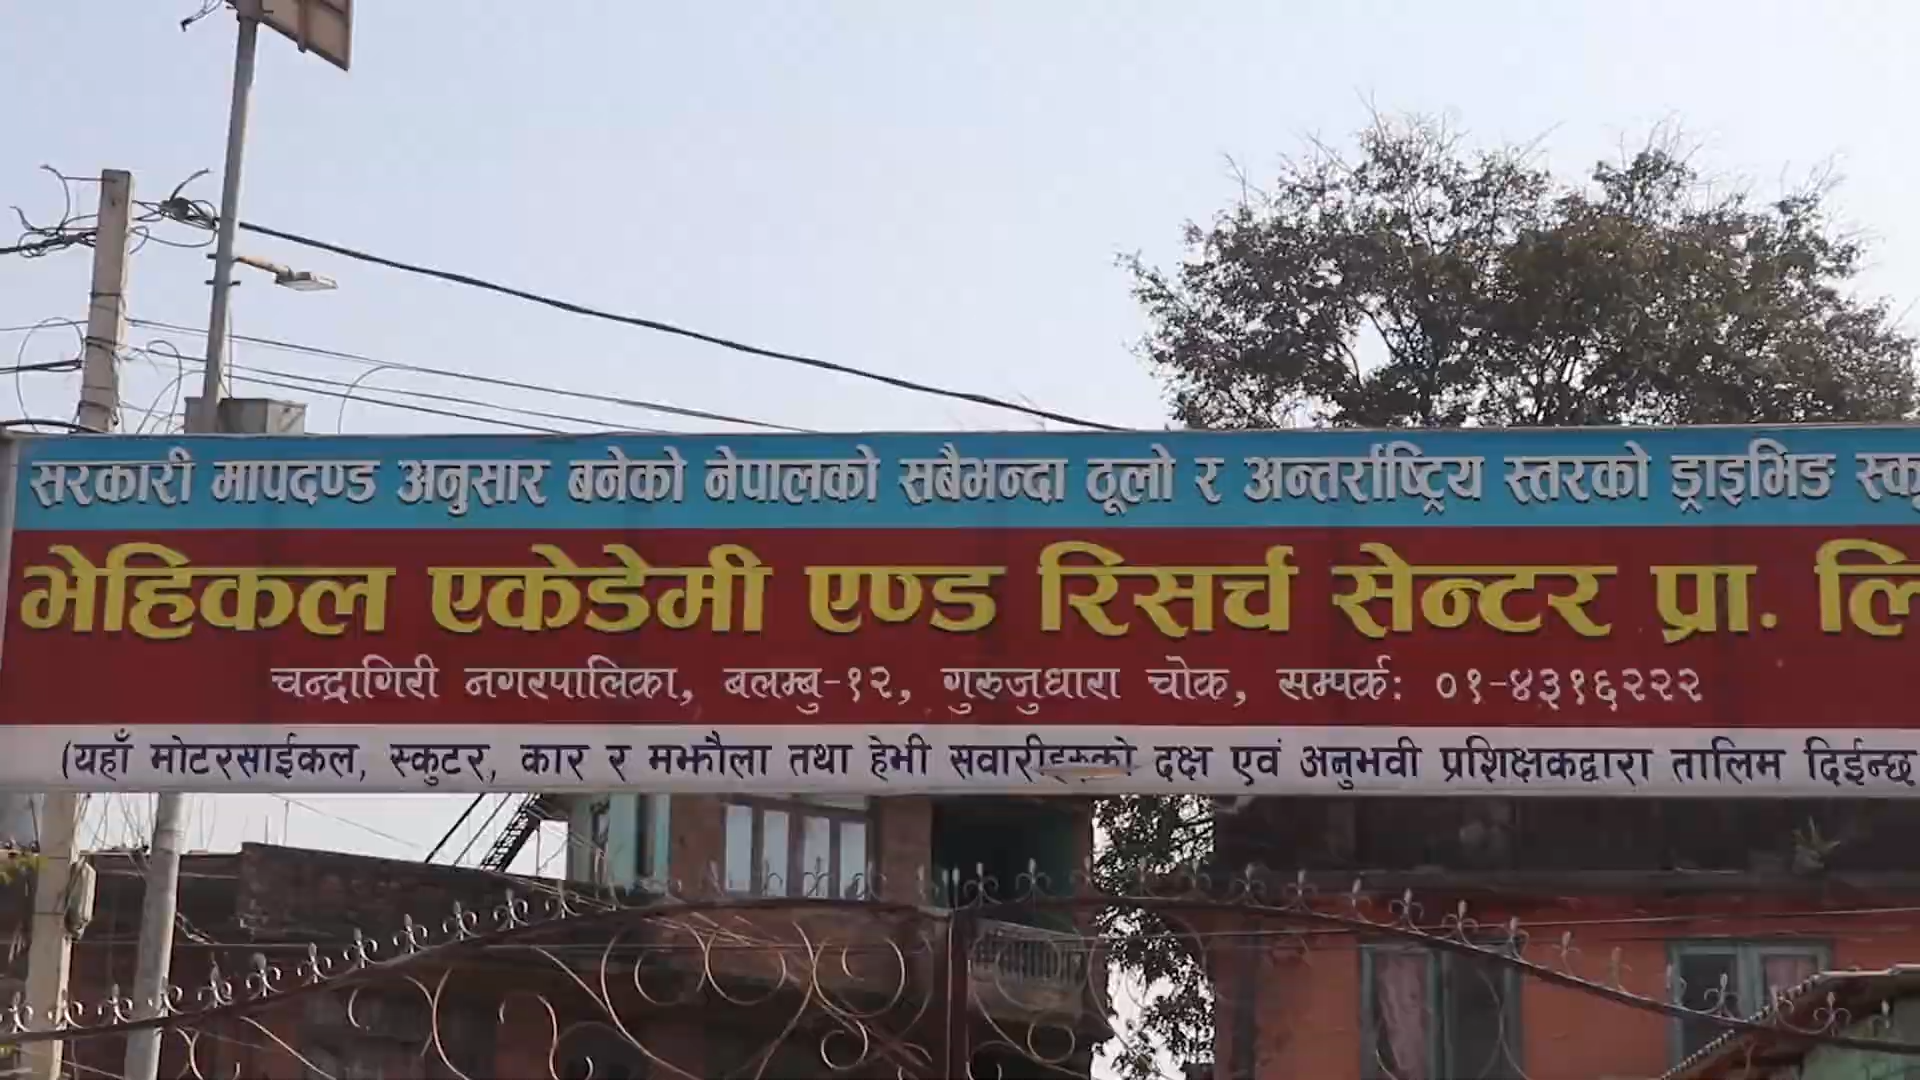 सरकारी मापदण्ड अनुसार बनेको नेपालको सबैभन्दा ठूलो र अन्तर्राष्ट्रिय स्तरको ड्राइभिङ
भेहिकल एकेडेमी एण्ड रिसर्च सेन्टर प्रा. लि
चन्द्रागिरी नगरपालिका, बलम्बु-१२, गुरुजुधारा चोक, सम्पर्क: ०१-४३१६२२२
(यहाँ मोटरसाईकल, स्कुटर, कार र मझौला तथा हेभी सवारीहरुको दक्ष एवं अनुभवी प्रशिक्षकद्वारा तालिम दिईन्छ